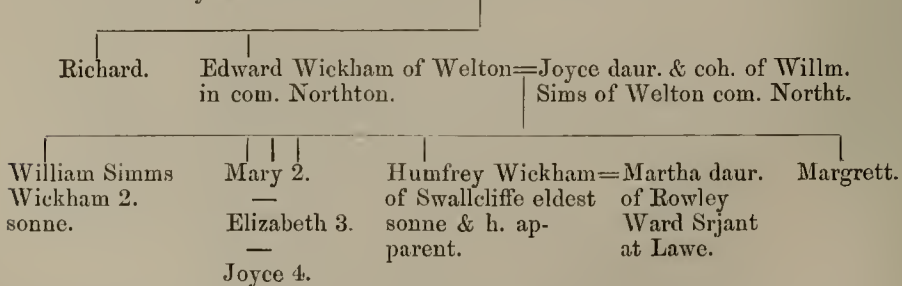 Richard.
Edward Wickham of Welton=Joyce daur. & coh. of Willm.
in com. Northton.
Sims of Welton com. Northt.
William Simms
Wickham 2.
sonne.
Mary 2.
—
Elizabeth 3.
—
Joyce 4.
Humfrey Wickham=Martha daur.
of Swallcliffe eldest
sonne & h. ap-
parent.
of Rowley
Ward Srjant
at Lawe.
Margrett.